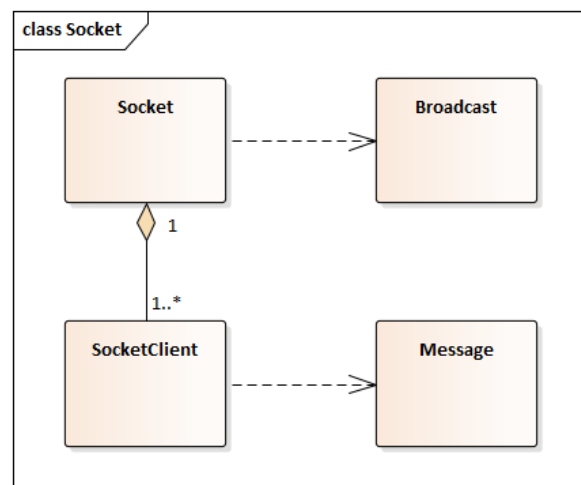 class Socket
Socket
Broadcast
1
1..*
SocketClient
Message